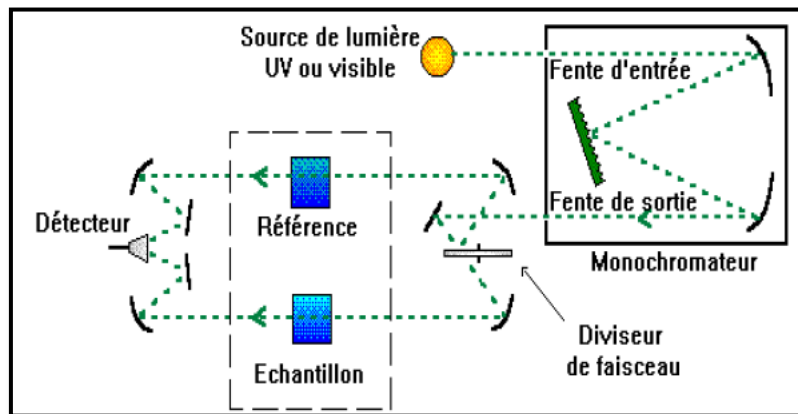 Source de lumière
UV ou visible
Fente d'entrée
Fente de sortie
Monochromateur
Détecteur
Référence
Echantillon
Diviseur
de faisceau